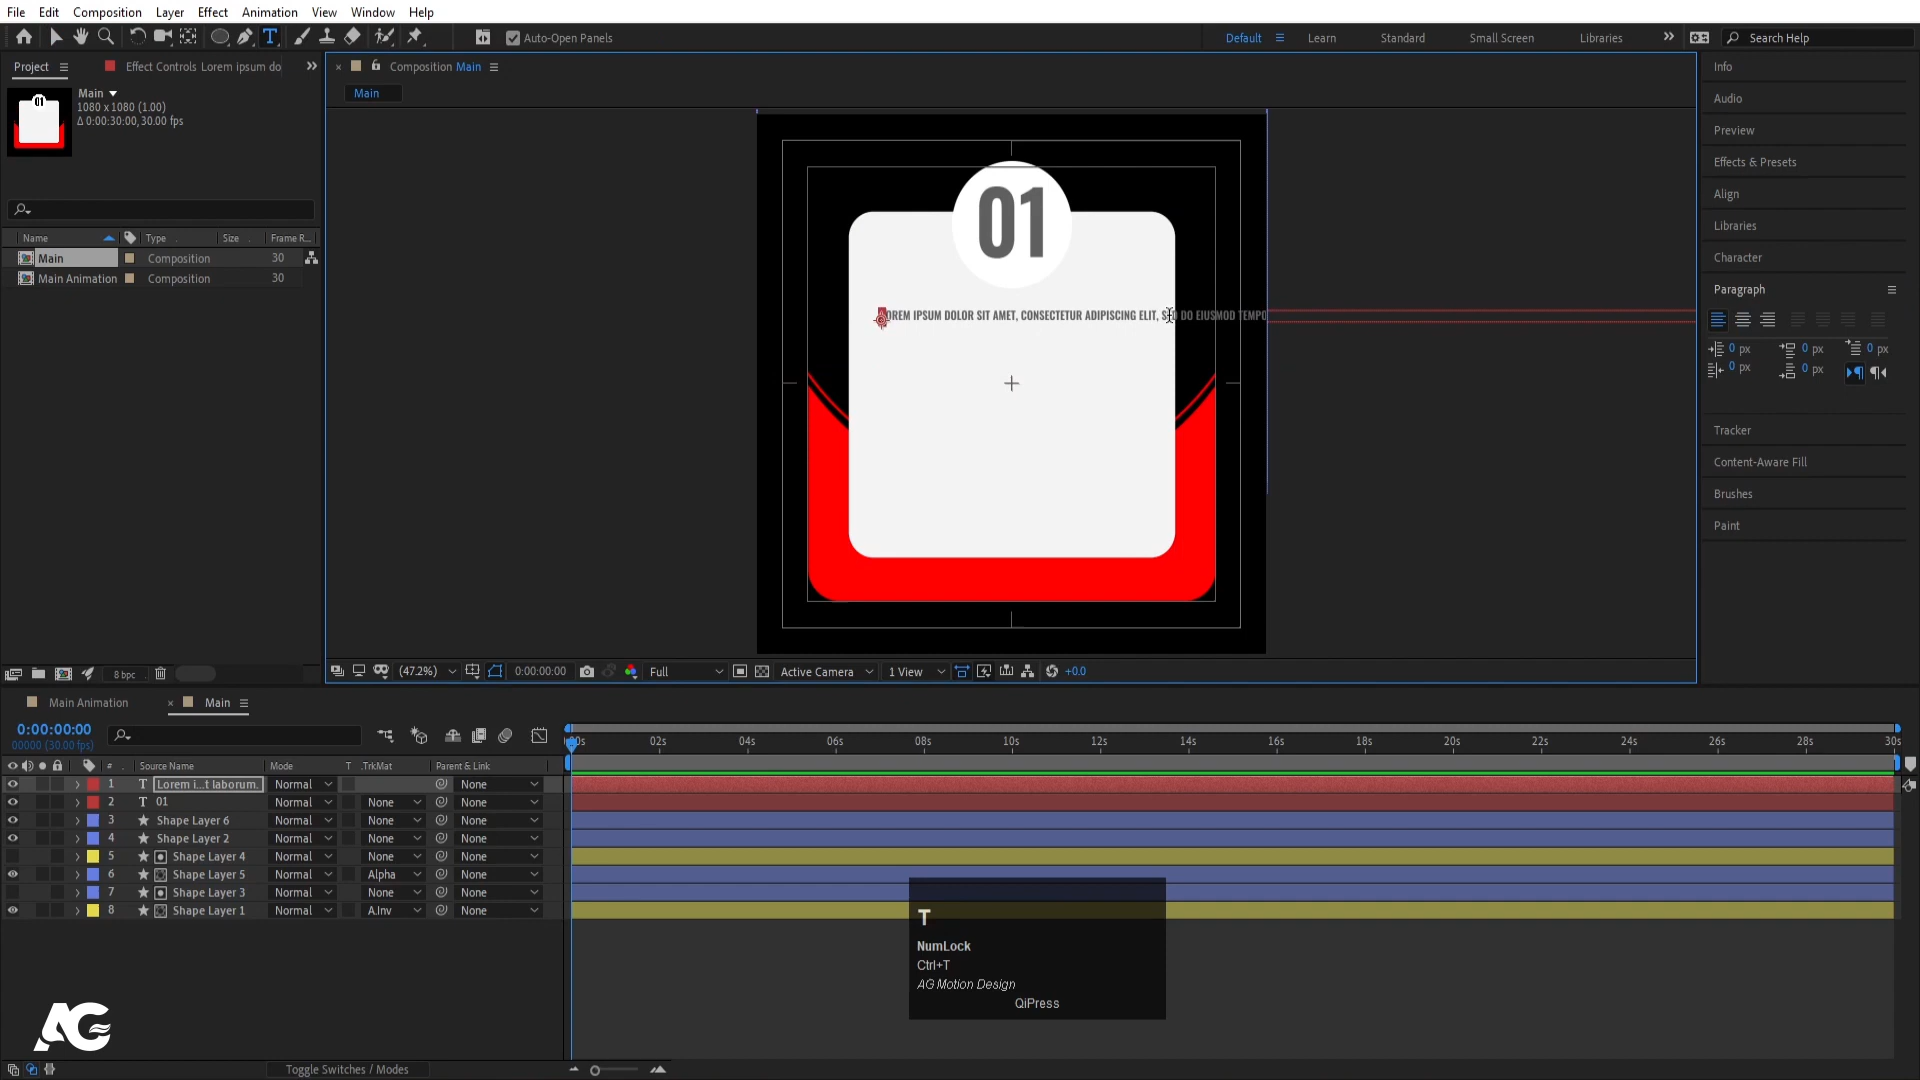 File Edit Composition Layer Effect Animation View Window Help
Auto-Open Panels
Default Learn Standard Small Screen Libraries Search Help
Project Effect Controls Lorem ipsum do
Composition Main
Main
Main
1080 x 1080 (1.00)
Δ 0:00:30:00, 30.00 fps
01
Name Type Size Frame R...
Main Composition 30
Main Animation Composition 30
01
OREM IPSUM DOLOR SIT AMET, CONSECTETUR ADIPISCING ELIT, SED DO EIUSMOD TEMPO
Info
Audio
Preview
Effects & Presets
Align
Libraries
Character
Paragraph
0 px 0 px 0 px
0 px 0 px
Tracker
Content-Aware Fill
Brushes
Paint
8 bpc
(47.2%) 0:00:00:00 Full Active Camera 1 View +0.0
Main Animation Main
0:00:00:00
00000 (30.00 fps)
00s 02s 04s 06s 08s 10s 12s 14s 16s 18s 20s 22s 24s 26s 28s 30s
# Source Name Mode T .TrkMat Parent & Link
1 T Lorem i...t laborum. Normal None
2 T 01 Normal None None
3 Shape Layer 6 Normal None None
4 Shape Layer 2 Normal None None
5 Shape Layer 4 Normal None None
6 Shape Layer 5 Normal Alpha None
7 Shape Layer 3 Normal None None
8 Shape Layer 1 Normal A.Inv None
T
NumLock
Ctrl+T
AG Motion Design
QiPress
AG
Toggle Switches / Modes